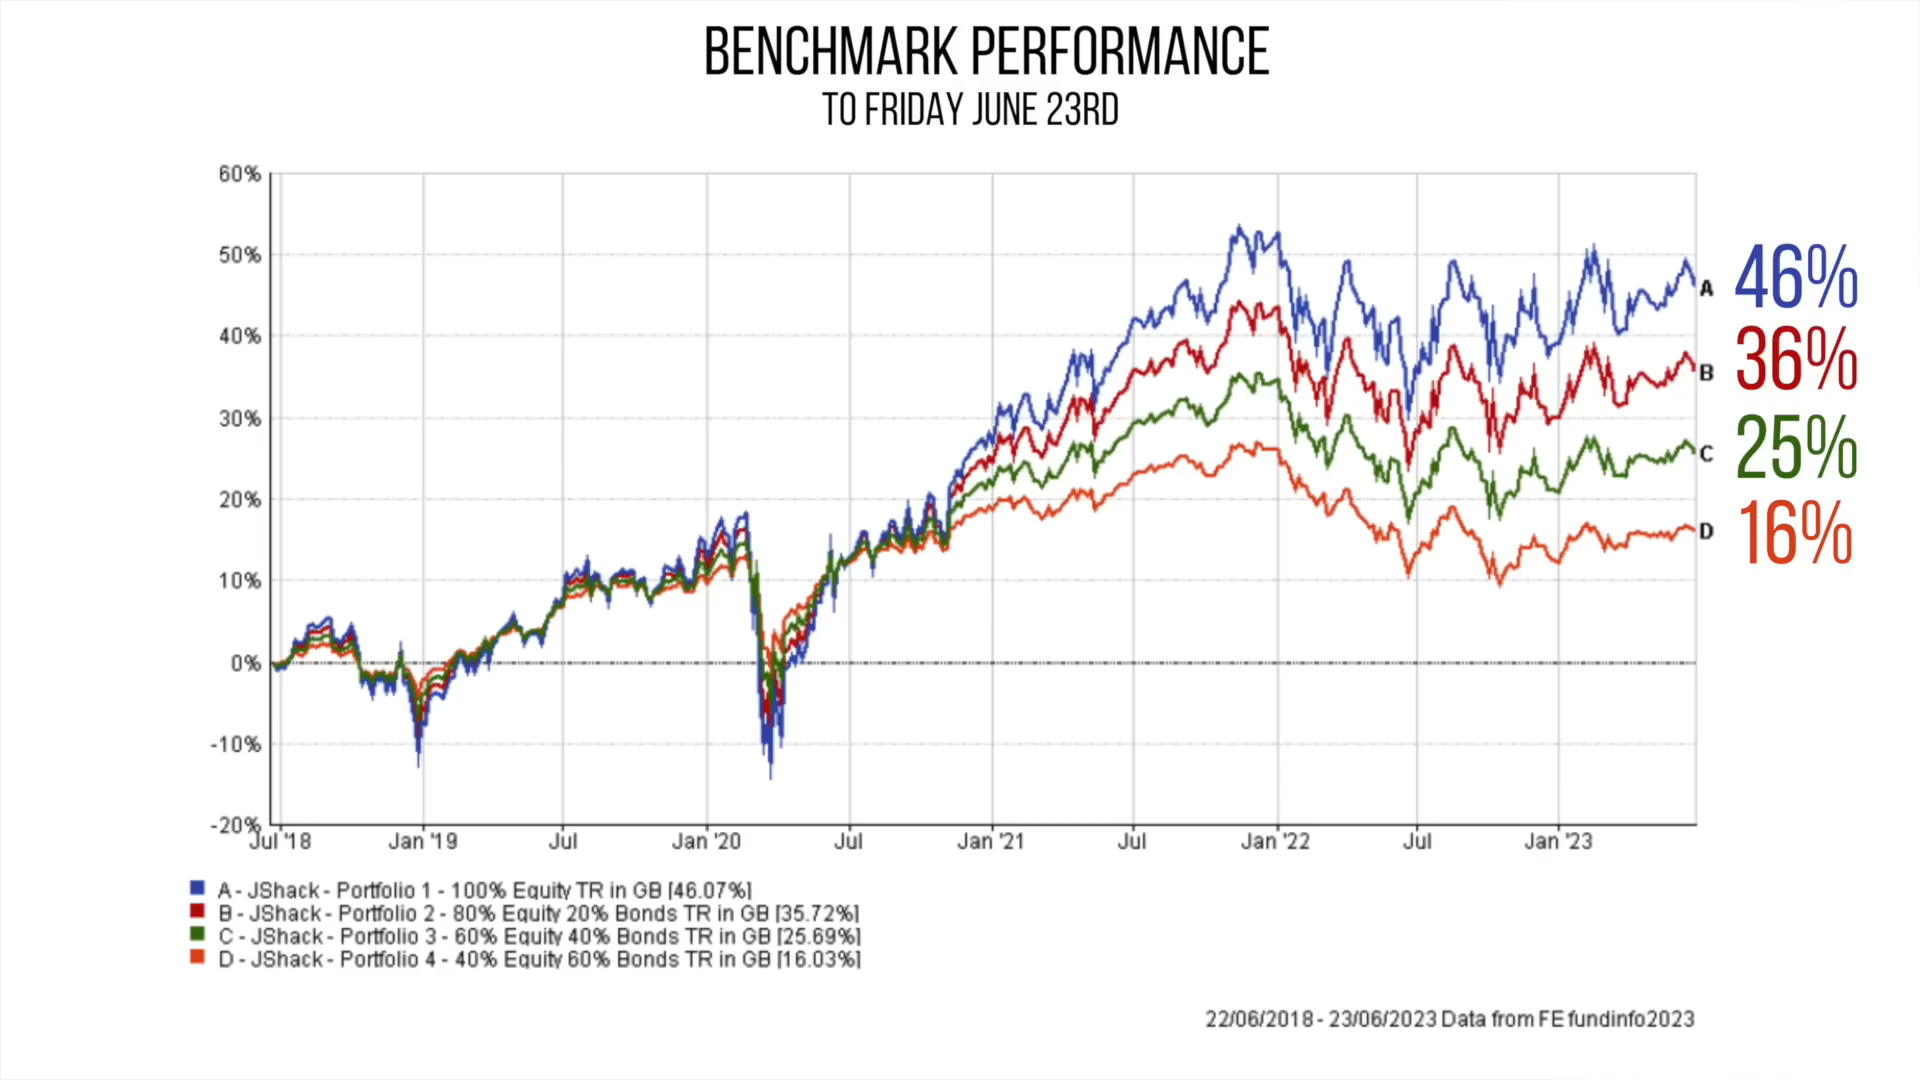 BENCHMARK PERFORMANCE
TO FRIDAY JUNE 23RD
60%
50%
40%
30%
20%
10%
0%
-10%
-20%
A
B
C
D
46%
36%
25%
16%
Jul '18 Jan '19 Jul Jan '20 Jul Jan '21 Jul Jan '22 Jul Jan '23
A - JShack - Portfolio 1 - 100% Equity TR in GB [46.07%]
B - JShack - Portfolio 2 - 80% Equity 20% Bonds TR in GB [35.72%]
C - JShack - Portfolio 3 - 60% Equity 40% Bonds TR in GB [25.69%]
D - JShack - Portfolio 4 - 40% Equity 60% Bonds TR in GB [16.03%]
22/06/2018 - 23/06/2023 Data from FE fundinfo2023